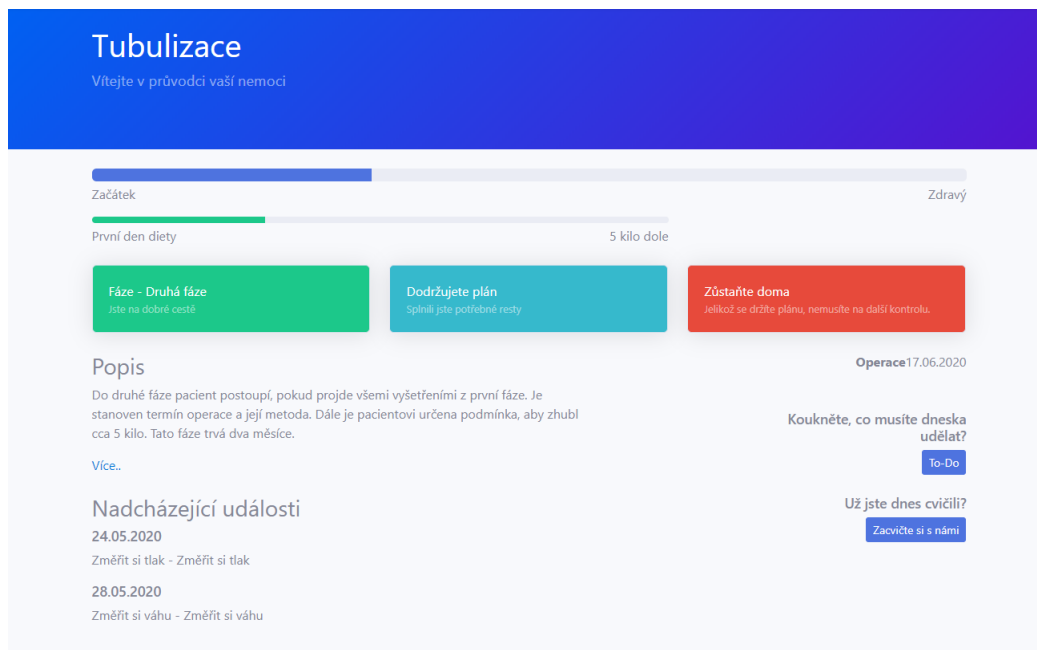 Tubulizace
Vítejte v průvodci vaší nemoci
Začátek
Zdravý
První den diety
5 kilo dole
Fáze - Druhá fáze
Jste na dobré cestě
Dodržujete plán
Splnili jste potřebné resty
Zůstaňte doma
Jelikož se držíte plánu, nemusíte na další kontrolu.
Popis
Do druhé fáze pacient postoupí, pokud projde všemi vyšetřeními z první fáze. Je
stanoven termín operace a její metoda. Dále je pacientovi určena podmínka, aby zhubl
cca 5 kilo. Tato fáze trvá dva měsíce.
Více..
Nadcházející události
24.05.2020
Změřit si tlak - Změřit si tlak
28.05.2020
Změřit si váhu - Změřit si váhu
Operace17.06.2020
Koukněte, co musíte dneska
udělat?
To-Do
Už jste dnes cvičili?
Zacvičte si s námi